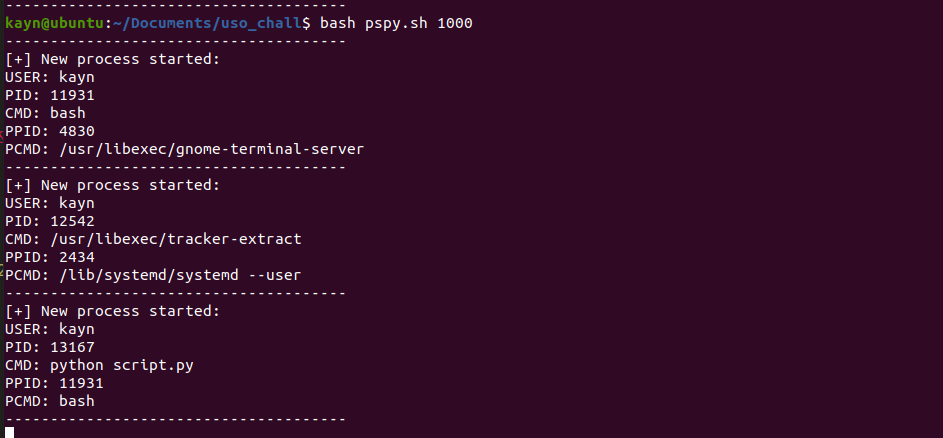 --------------------------------------
kayn@ubuntu:~/Documents/uso_chall$ bash pspy.sh 1000
--------------------------------------
[+] New process started:
USER: kayn
PID: 11931
CMD: bash
PPID: 4830
PCMD: /usr/libexec/gnome-terminal-server
--------------------------------------
[+] New process started:
USER: kayn
PID: 12542
CMD: /usr/libexec/tracker-extract
PPID: 2434
PCMD: /lib/systemd/systemd --user
--------------------------------------
[+] New process started:
USER: kayn
PID: 13167
CMD: python script.py
PPID: 11931
PCMD: bash
--------------------------------------